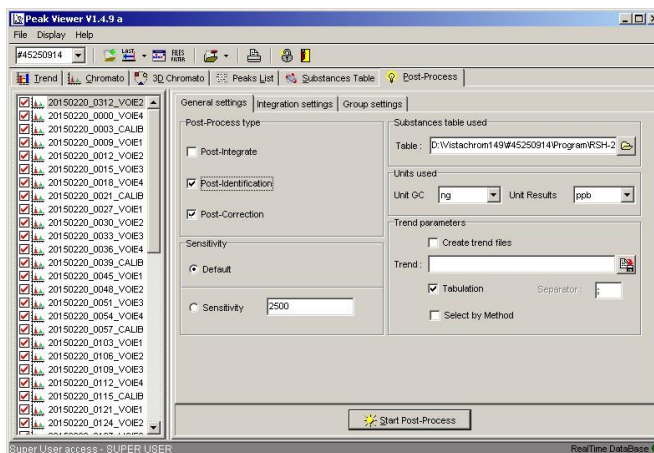 Peak Viewer V1.4.9 a
File Display Help
#45250914 LAST FILES FILTER
Trend Chromato 3D Chromato Peaks List Substances Table Post-Process
20150220_0312_VOIE2
20150220_0000_VOIE4
20150220_0003_CALIB
20150220_0009_VOIE1
20150220_0012_VOIE2
20150220_0015_VOIE3
20150220_0018_VOIE4
20150220_0021_CALIB
20150220_0027_VOIE1
20150220_0030_VOIE2
20150220_0033_VOIE3
20150220_0036_VOIE4
20150220_0039_CALIB
20150220_0045_VOIE1
20150220_0048_VOIE2
20150220_0051_VOIE3
20150220_0054_VOIE4
20150220_0057_CALIB
20150220_0103_VOIE1
20150220_0106_VOIE2
20150220_0109_VOIE3
20150220_0112_VOIE4
20150220_0115_CALIB
20150220_0121_VOIE1
20150220_0124_VOIE2
General settings Integration settings Group settings
Post-Process type
Post-Integrate
Post-Identification
Post-Correction
Sensitivity
Default
Sensitivity 2500
Substances table used
Table : D:\Vistachrom149\#45250914\Program\RSH-2
Units used
Unit GC ng Unit Results ppb
Trend parameters
Create trend files
Trend :
Tabulation Separator : ;
Select by Method
Start Post-Process
Super User access - SUPER USER RealTime DataBase